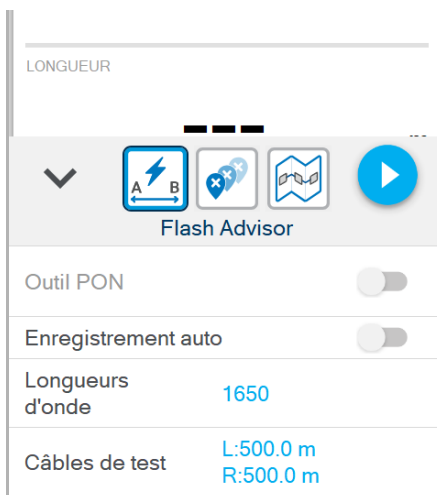 LONGUEUR
A B
Flash Advisor
Outil PON
Enregistrement auto
Longueurs
d'onde
1650
Câbles de test
L:500.0 m
R:500.0 m